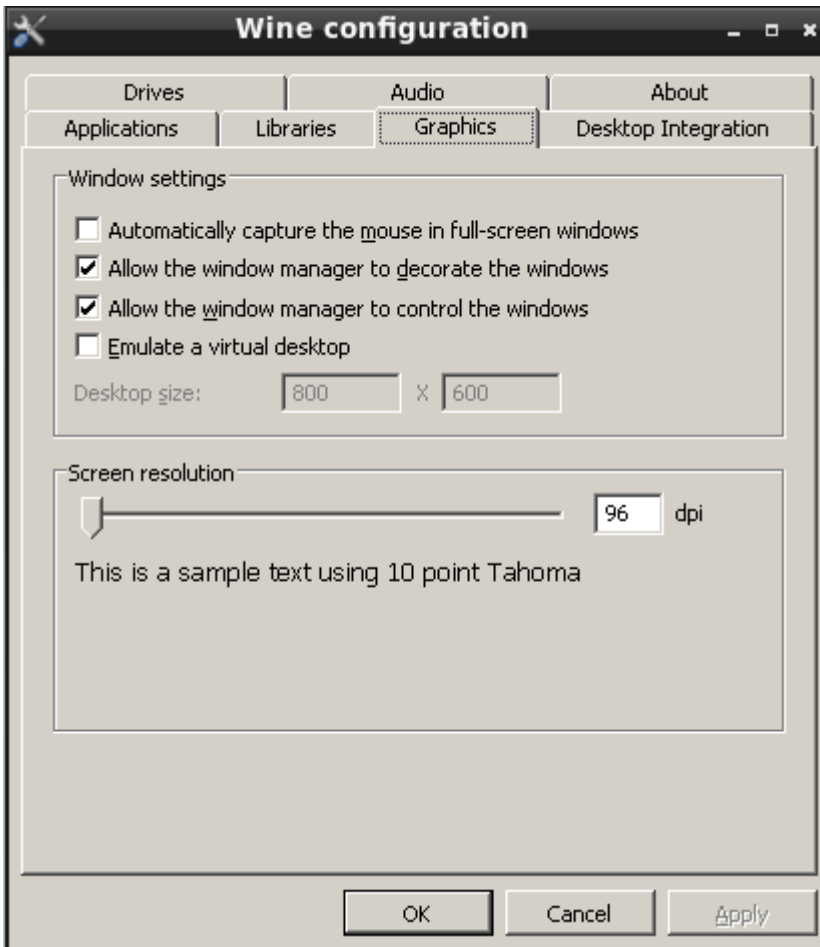 Wine configuration
Drives Audio About
Applications Libraries Graphics Desktop Integration
Window settings
Automatically capture the mouse in full-screen windows
Allow the window manager to decorate the windows
Allow the window manager to control the windows
Emulate a virtual desktop
Desktop size: 800 X 600
Screen resolution
96 dpi
This is a sample text using 10 point Tahoma
OK Cancel Apply